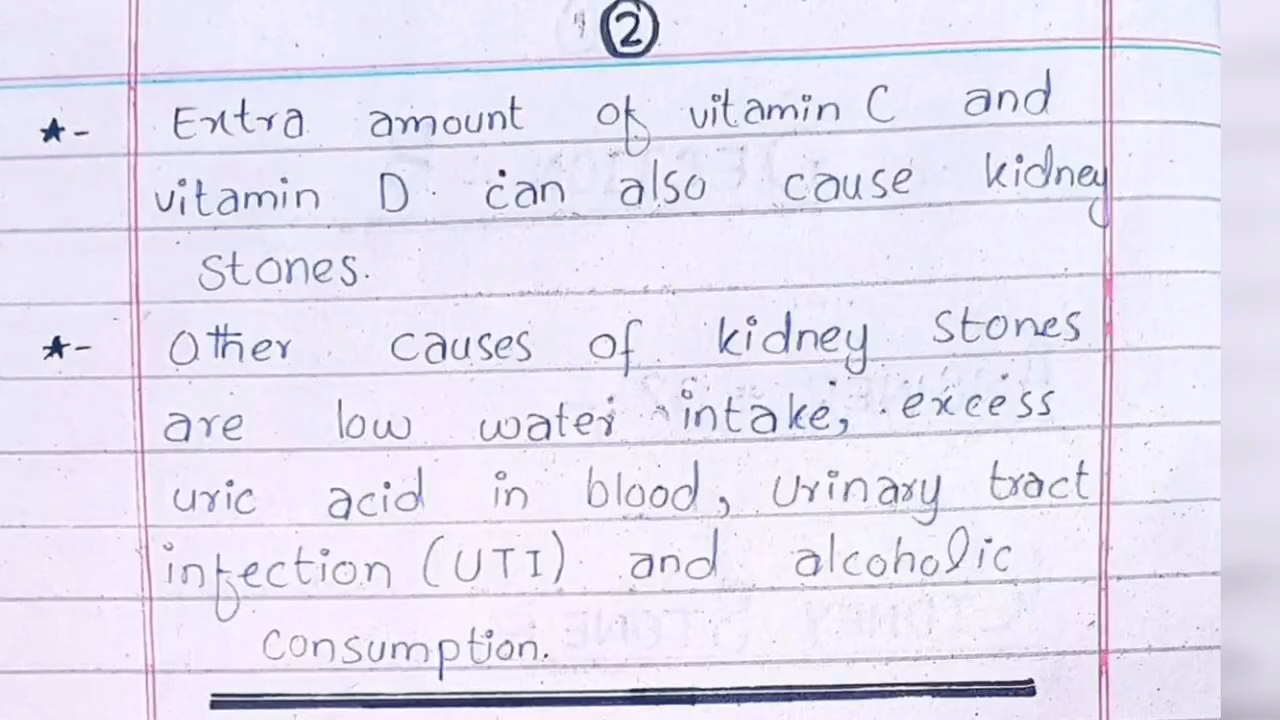 2
★- Extra amount of vitamin C and
vitamin D can also cause kidney
stones.
★- Other causes of kidney stones
are low water intake, excess
uric acid in blood, urinary tract
infection (UTI) and alcoholic
consumption.